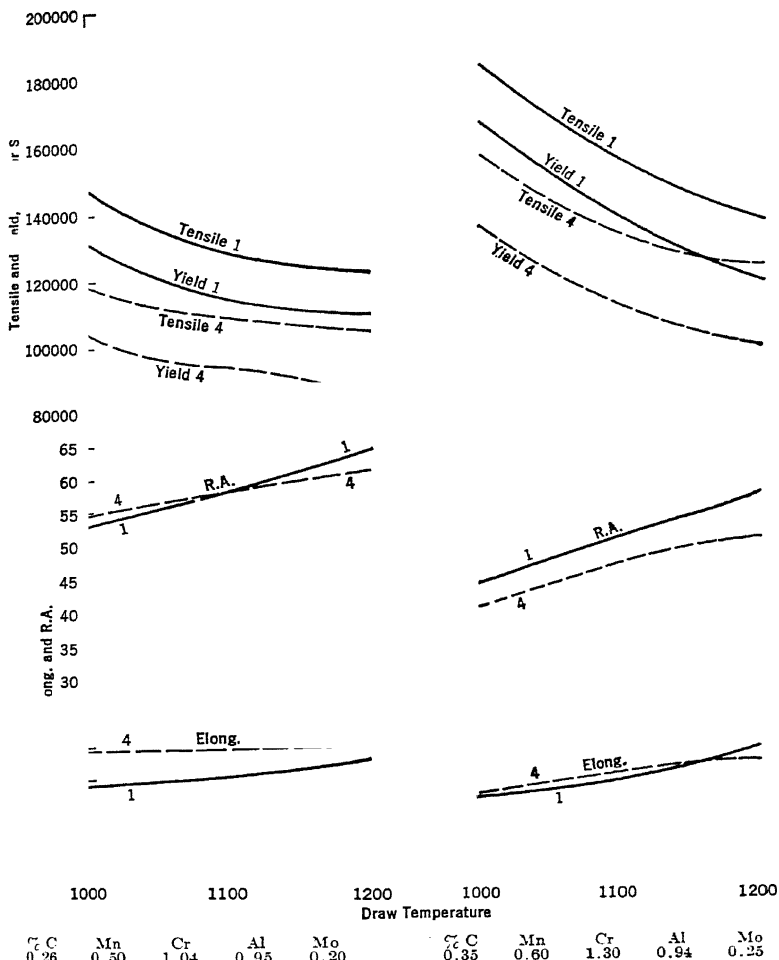 200000
180000
160000
140000
120000
100000
80000
65
60
55
50
45
40
35
30
Tensile and ald, ır S
ong. and R.A.
Tensile 1
Yield 1
Tensile 4
Yield 4
1
R.A.
4
4
1
4
Elong.
1
Tensile 1
Yield 1
Tensile 4
Yield 4
R.A.
1
4
Elong.
4
1
1000 1100 1200 1000 1100 1200
Draw Temperature
% C Mn Cr Al Mo % C Mn Cr Al Mo
0.26 0.50 1.04 0.95 0.20 0.35 0.60 1.30 0.94 0.25